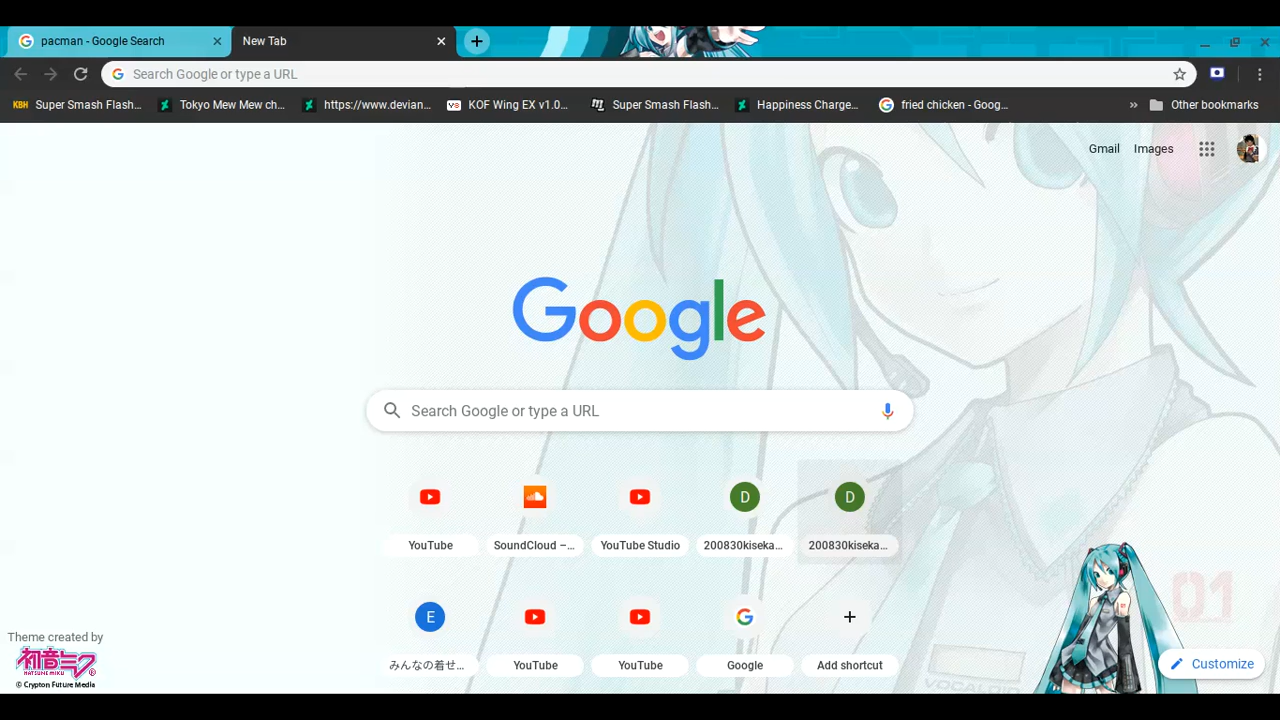 pacman - Google Search
New Tab
Search Google or type a URL
Super Smash Flash...
Tokyo Mew Mew ch...
https://www.devian...
KOF Wing EX v1.0...
Super Smash Flash...
Happiness Charge...
fried chicken - Goog...
» Other bookmarks
Gmail Images
Google
Search Google or type a URL
D D
YouTube
SoundCloud –...
YouTube Studio
200830kiseka...
200830kiseka...
E
みんなの着せ...
YouTube
YouTube
Google
Add shortcut
Theme created by
初音ミク
HATSUNE MIKU
© Crypton Future Media
01
VOCALOID
Customize